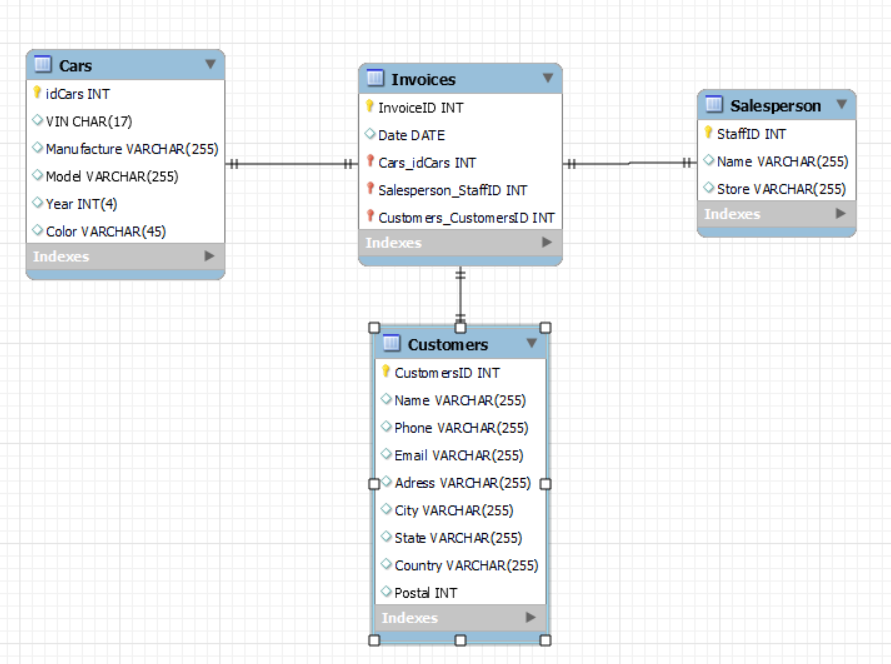 Cars
idCars INT
VIN CHAR(17)
Manufacture VARCHAR(255)
Model VARCHAR(255)
Year INT(4)
Color VARCHAR(45)
Indexes
Invoices
InvoiceID INT
Date DATE
Cars_idCars INT
Salesperson_StaffID INT
Customers_CustomersID INT
Indexes
Salesperson
StaffID INT
Name VARCHAR(255)
Store VARCHAR(255)
Indexes
Customers
CustomersID INT
Name VARCHAR(255)
Phone VARCHAR(255)
Email VARCHAR(255)
Adress VARCHAR(255)
City VARCHAR(255)
State VARCHAR(255)
Country VARCHAR(255)
Postal INT
Indexes